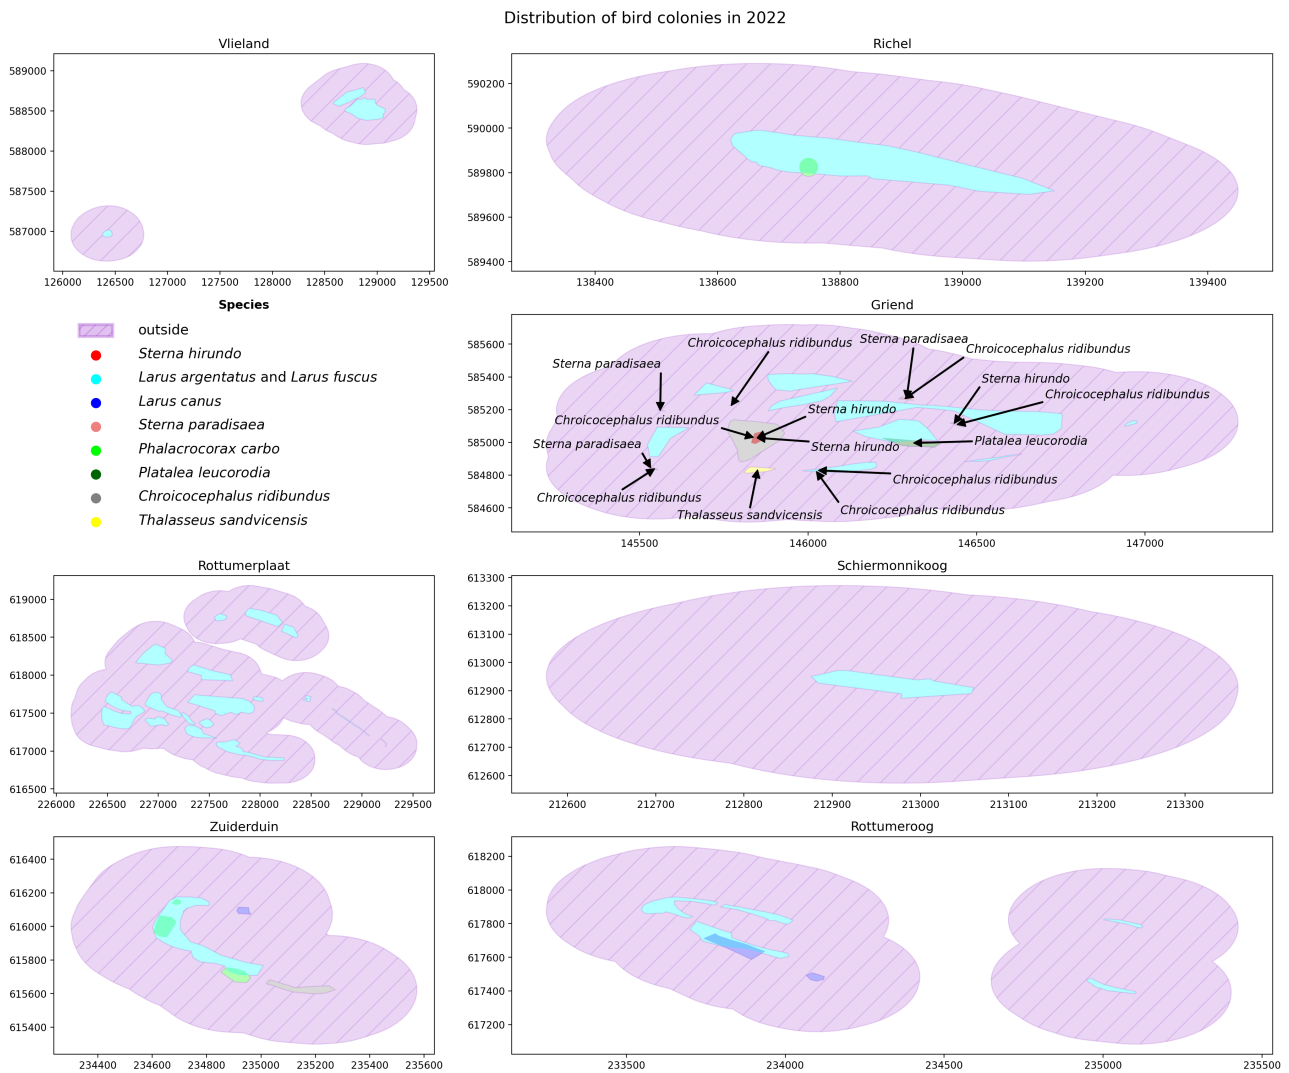 Distribution of bird colonies in 2022
Vlieland
589000
588500
588000
587500
587000
126000 126500 127000 127500 128000 128500 129000 129500
Richel
590200
590000
589800
589600
589400
138400 138600 138800 139000 139200 139400
Species
outside
Sterna hirundo
Larus argentatus and Larus fuscus
Larus canus
Sterna paradisaea
Phalacrocorax carbo
Platalea leucorodia
Chroicocephalus ridibundus
Thalasseus sandvicensis
Griend
585600
585400
585200
585000
584800
584600
Sterna paradisaea
Chroicocephalus ridibundus
Sterna paradisaea
Chroicocephalus ridibundus
Sterna hirundo
Chroicocephalus ridibundus
Sterna hirundo
Chroicocephalus ridibundus
Sterna paradisaea
Sterna hirundo
Platalea leucorodia
Chroicocephalus ridibundus
Chroicocephalus ridibundus
Thalasseus sandvicensis
Chroicocephalus ridibundus
145500 146000 146500 147000
Rottumerplaat
619000
618500
618000
617500
617000
616500
226000 226500 227000 227500 228000 228500 229000 229500
Schiermonnikoog
613300
613200
613100
613000
612900
612800
612700
612600
212600 212700 212800 212900 213000 213100 213200 213300
Zuiderduin
616400
616200
616000
615800
615600
615400
234400 234600 234800 235000 235200 235400 235600
Rottumeroog
618200
618000
617800
617600
617400
617200
233500 234000 234500 235000 235500